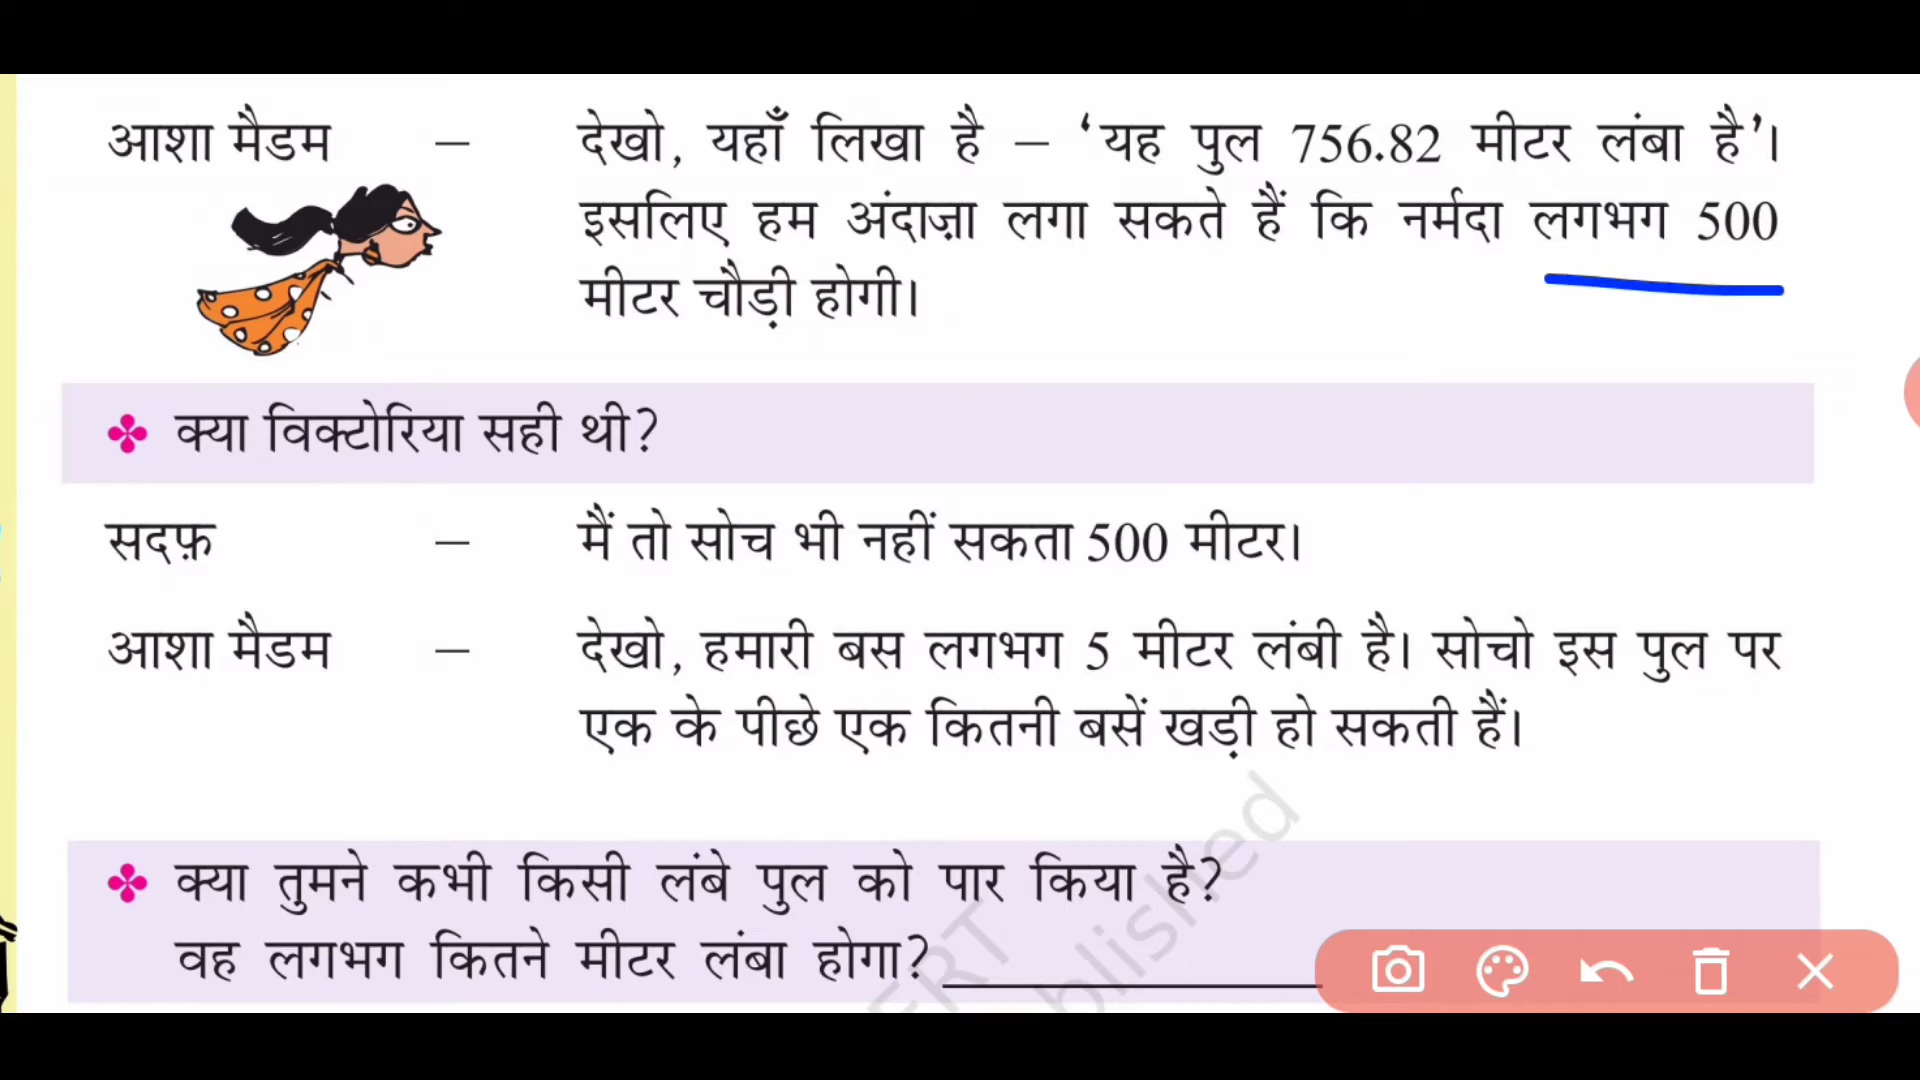 आशा मैडम – देखो, यहाँ लिखा है – ‘यह पुल 756.82 मीटर लंबा है’।
इसलिए हम अंदाज़ा लगा सकते हैं कि नर्मदा लगभग 500
मीटर चौड़ी होगी।
क्या विक्टोरिया सही थी?
सदफ़ – मैं तो सोच भी नहीं सकता 500 मीटर।
आशा मैडम – देखो, हमारी बस लगभग 5 मीटर लंबी है। सोचो इस पुल पर
एक के पीछे एक कितनी बसें खड़ी हो सकती हैं।
क्या तुमने कभी किसी लंबे पुल को पार किया है?
वह लगभग कितने मीटर लंबा होगा?